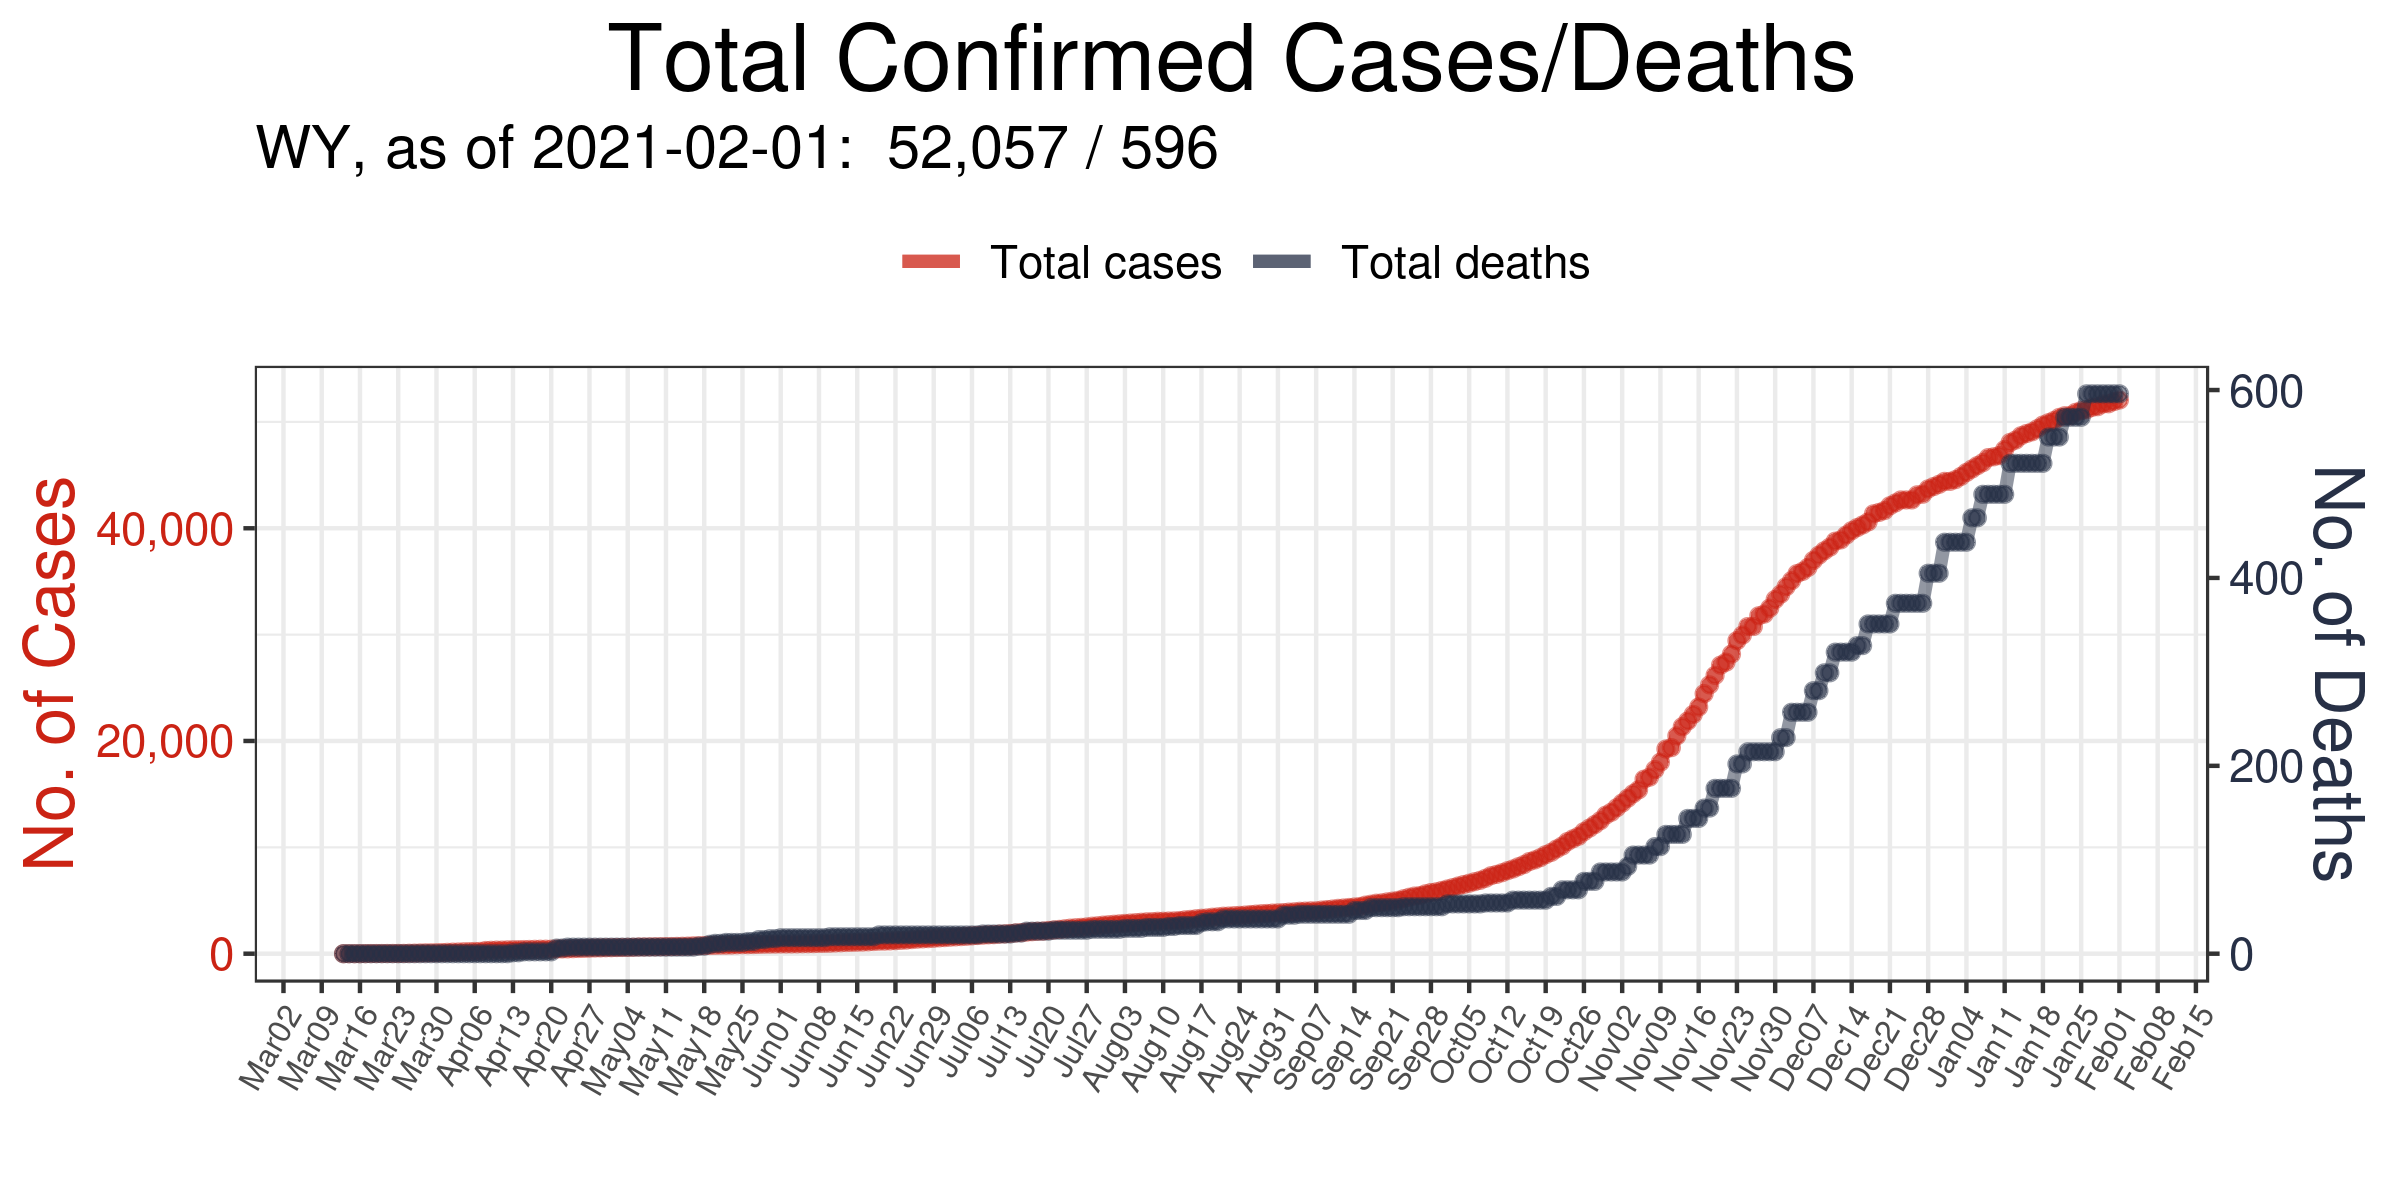 Total Confirmed Cases/Deaths
WY, as of 2021-02-01:  52,057 / 596
Total cases
Total deaths
No. of Cases
40,000
20,000
0
600
400
200
0
No. of Deaths
Mar02
Mar09
Mar16
Mar23
Mar30
Apr06
Apr13
Apr20
Apr27
May04
May11
May18
May25
Jun01
Jun08
Jun15
Jun22
Jun29
Jul06
Jul13
Jul20
Jul27
Aug03
Aug10
Aug17
Aug24
Aug31
Sep07
Sep14
Sep21
Sep28
Oct05
Oct12
Oct19
Oct26
Nov02
Nov09
Nov16
Nov23
Nov30
Dec07
Dec14
Dec21
Dec28
Jan04
Jan11
Jan18
Jan25
Feb01
Feb08
Feb15